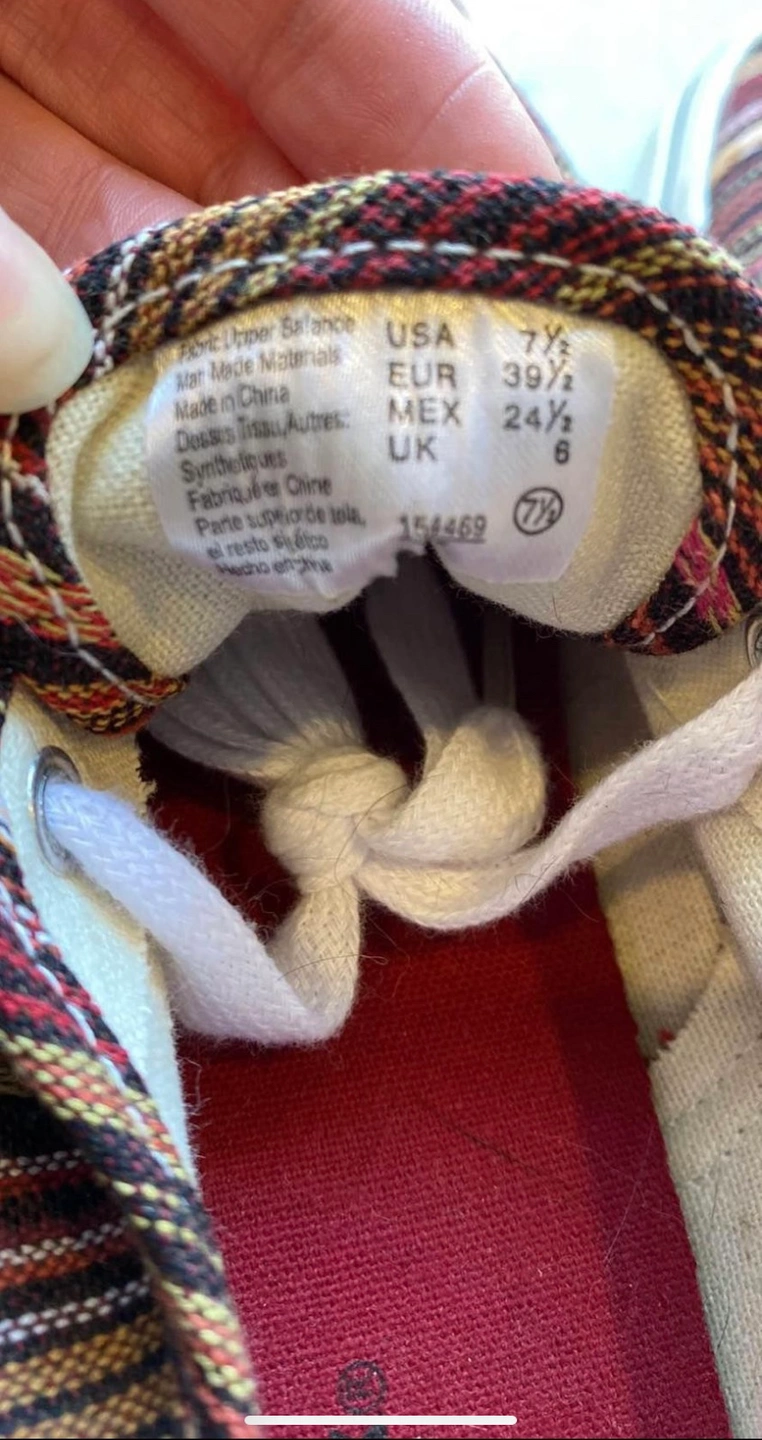 Fabric Upper Balance
Man Made Materials
Made in China
Dessus Tissu,Autres:
Synthetiques
Fabriqué en Chine
Parte superior de tela,
el resto sintético
Hecho en china
USA 7½
EUR 39½
MEX 24½
UK 6
154469 7½